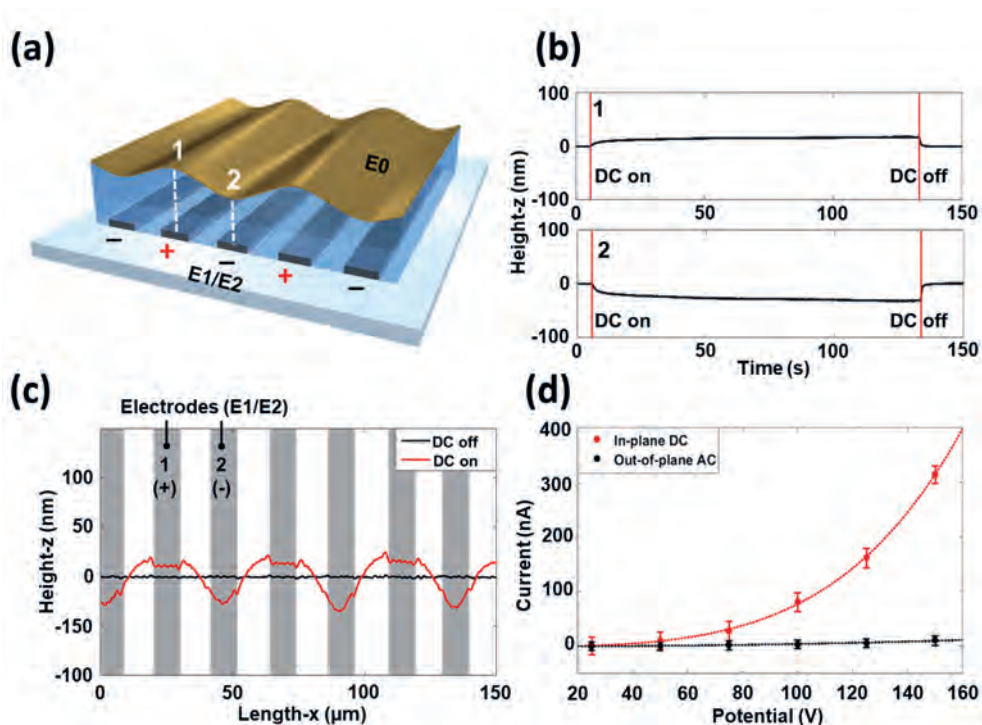 (a)
1
2
E0
−
+
−
+
−
E1/E2
(b)
Height-z (nm)
100
0
-100
1
DC on
DC off
0
50
100
150
100
0
-100
2
DC on
DC off
0
50
100
150
Time (s)
(c)
Electrodes (E1/E2)
1
(+)
2
(-)
DC off
DC on
Height-z (nm)
100
50
0
-150
-100
0
50
100
150
Length-x (µm)
(d)
In-plane DC
Out-of-plane AC
Current (nA)
400
300
200
100
0
20
40
60
80
100
120
140
160
Potential (V)